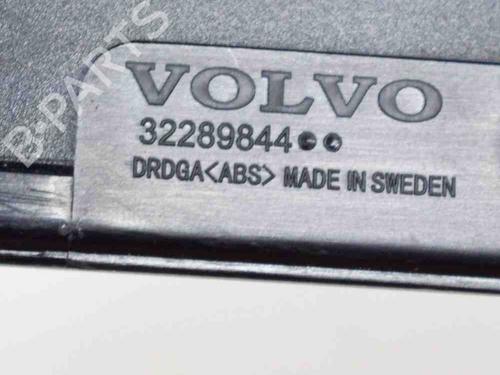 B-PARTS
VOLVO
32289844
DRDGA<ABS> MADE IN SWEDEN